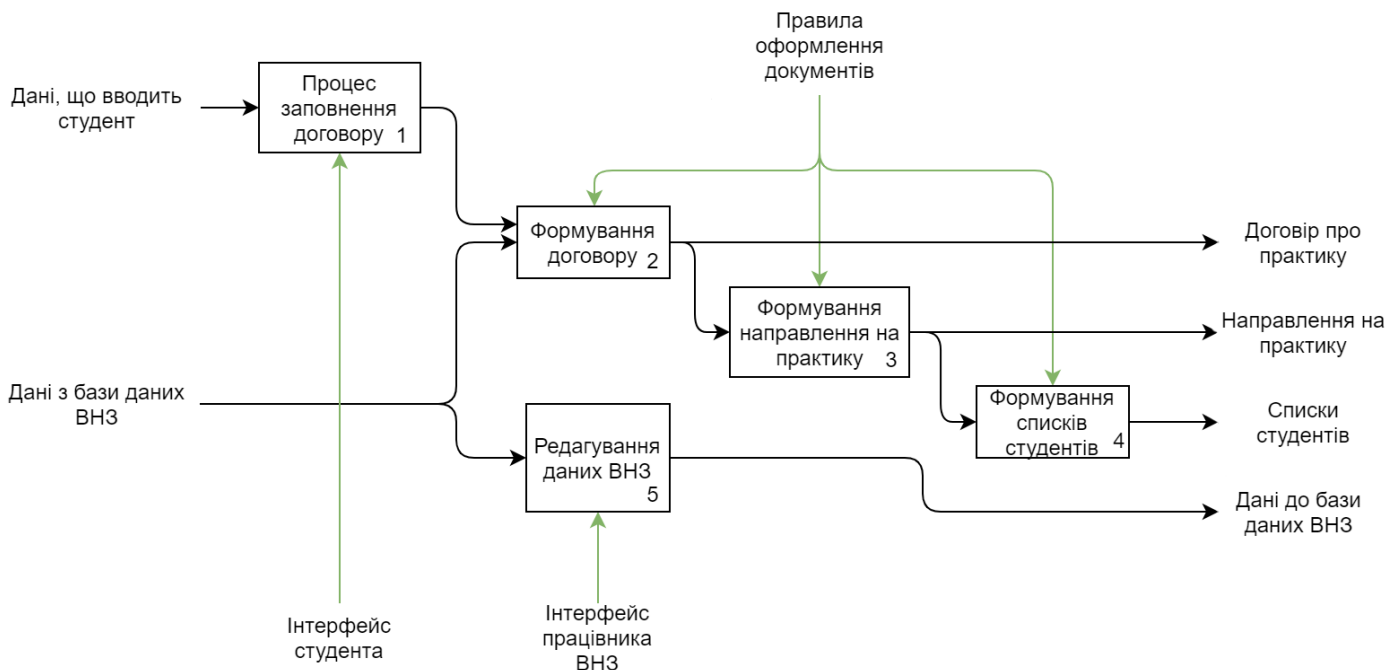 Правила
оформлення
документів
Дані, що вводить
студент
Процес
заповнення
договору 1
Формування
договору 2
Договір про
практику
Формування
направлення на
практику 3
Направлення на
практику
Дані з бази даних
ВНЗ
Формування
списків
студентів 4
Списки
студентів
Редагування
даних ВНЗ
5
Дані до бази
даних ВНЗ
Інтерфейс
студента
Інтерфейс
працівника
ВНЗ